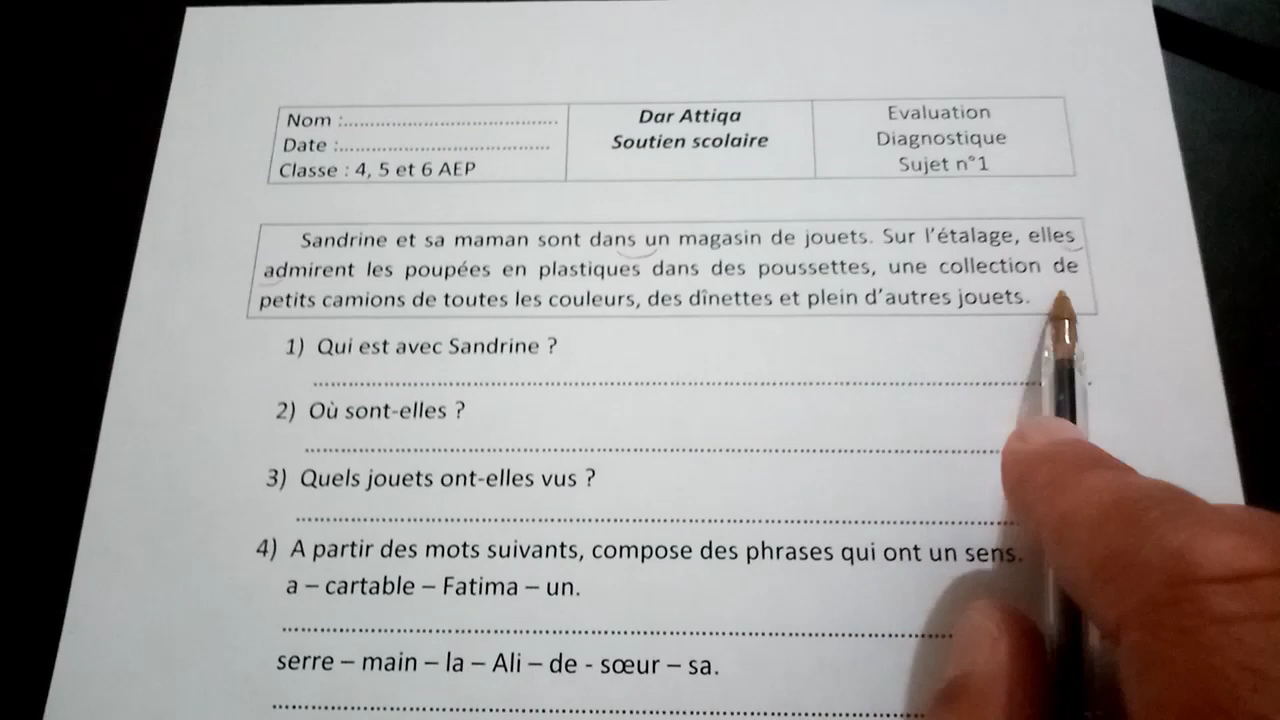 Nom :......................................
Date :.....................................
Classe : 4, 5 et 6 AEP
Dar Attiqa
Soutien scolaire
Evaluation
Diagnostique
Sujet n°1
Sandrine et sa maman sont dans un magasin de jouets. Sur l'étalage, elles
admirent les poupées en plastiques dans des poussettes, une collection de
petits camions de toutes les couleurs, des dînettes et plein d'autres jouets.
1) Qui est avec Sandrine ?
2) Où sont-elles ?
3) Quels jouets ont-elles vus ?
4) A partir des mots suivants, compose des phrases qui ont un sens.
a – cartable – Fatima – un.
serre – main – la – Ali – de - sœur – sa.